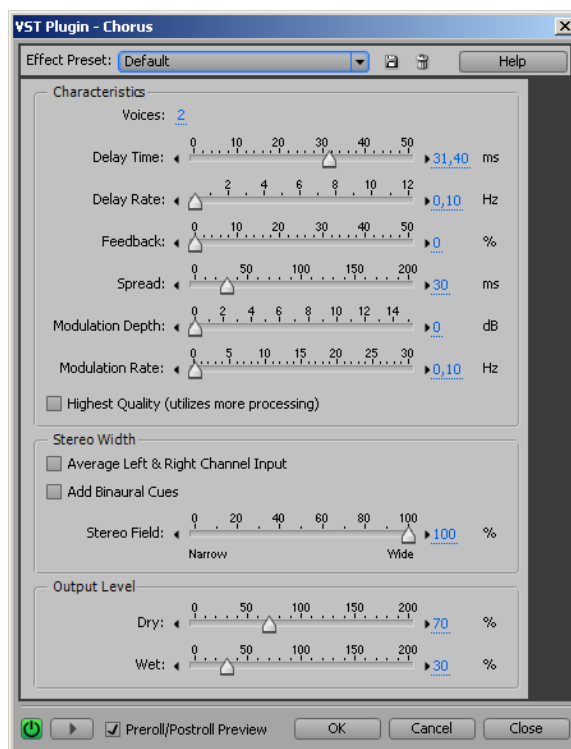 VST Plugin - Chorus
Effect Preset: Default Help
Characteristics
Voices: 2
0 10 20 30 40 50
Delay Time: 31,40 ms
2 4 6 8 10 12
Delay Rate: 0,10 Hz
0 10 20 30 40 50
Feedback: 0 %
0 50 100 150 200
Spread: 30 ms
0 2 4 6 8 10 12 14
Modulation Depth: 0 dB
0 5 10 15 20 25 30
Modulation Rate: 0,10 Hz
Highest Quality (utilizes more processing)
Stereo Width
Average Left & Right Channel Input
Add Binaural Cues
0 20 40 60 80 100
Stereo Field: 100 %
Narrow Wide
Output Level
0 50 100 150 200
Dry: 70 %
0 50 100 150 200
Wet: 30 %
Preroll/Postroll Preview OK Cancel Close